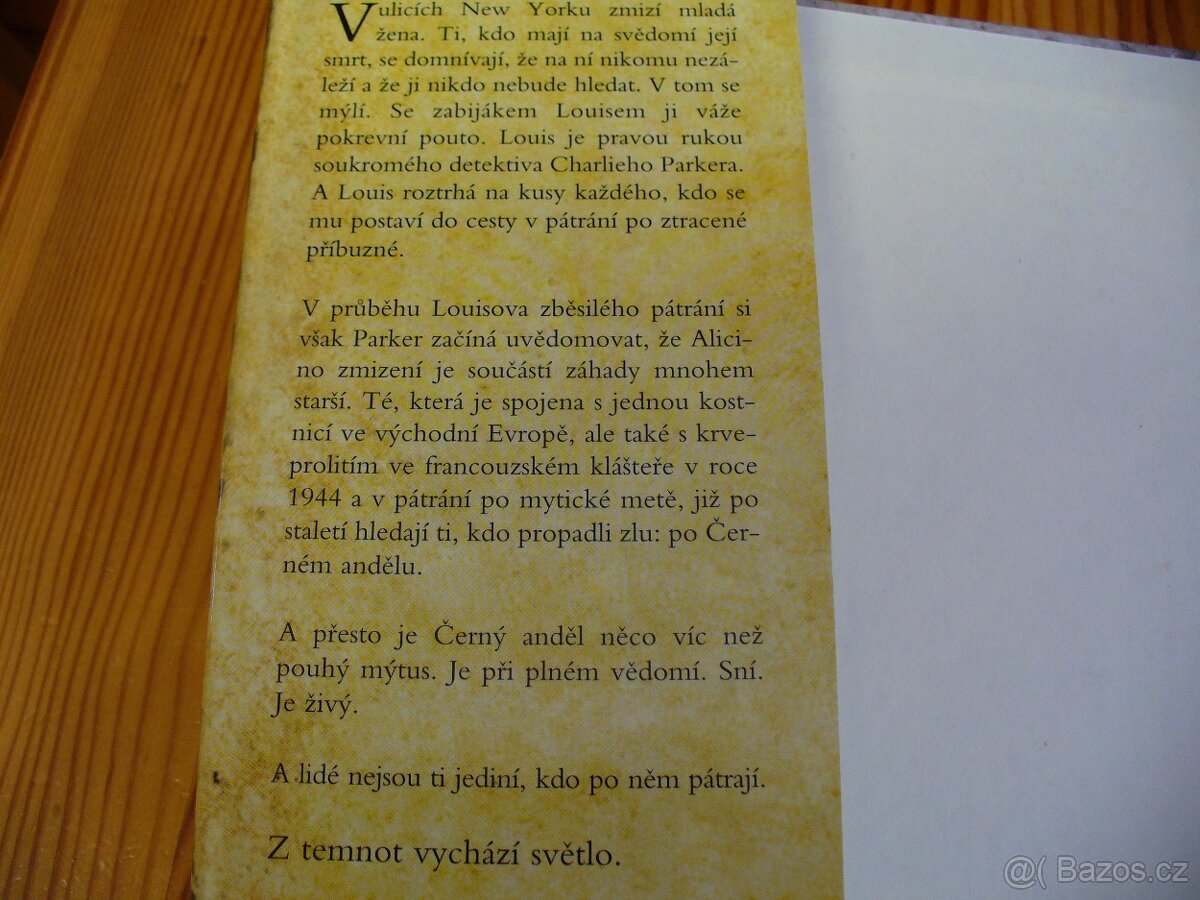 V ulicích New Yorku zmizí mladá
žena. Ti, kdo mají na svědomí její
smrt, se domnívají, že na ní nikomu nezá-
leží a že ji nikdo nebude hledat. V tom se
mýlí. Se zabijákem Louisem ji váže
pokrevní pouto. Louis je pravou rukou
soukromého detektiva Charlieho Parkera.
A Louis roztrhá na kusy každého, kdo se
mu postaví do cesty v pátrání po ztracené
příbuzné.
V průběhu Louisova zběsilého pátrání si
však Parker začíná uvědomovat, že Alici-
no zmizení je součástí záhady mnohem
starší. Té, která je spojena s jednou kost-
nicí ve východní Evropě, ale také s krve-
prolitím ve francouzském klášteře v roce
1944 a v pátrání po mytické metě, již po
staletí hledají ti, kdo propadli zlu: po Čer-
ném andělu.
A přesto je Černý anděl něco víc než
pouhý mýtus. Je při plném vědomí. Sní.
Je živý.
A lidé nejsou ti jediní, kdo po něm pátrají.
Z temnot vychází světlo.
@( Bazos.cz